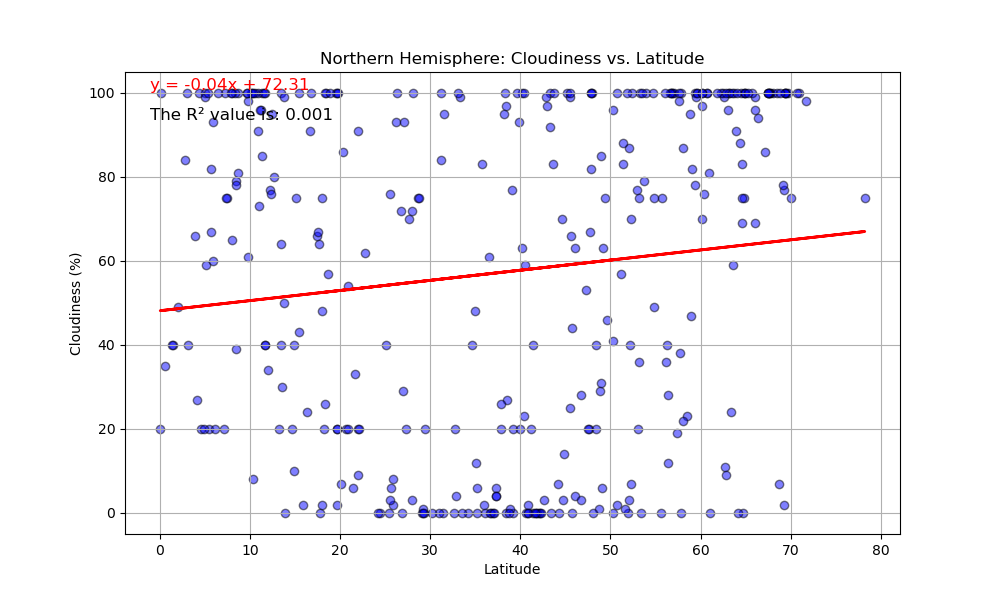 Northern Hemisphere: Cloudiness vs. Latitude
y = -0.04x + 72.31
The R² value is: 0.001
Cloudiness (%)
100
80
60
40
20
0
0 10 20 30 40 50 60 70 80
Latitude